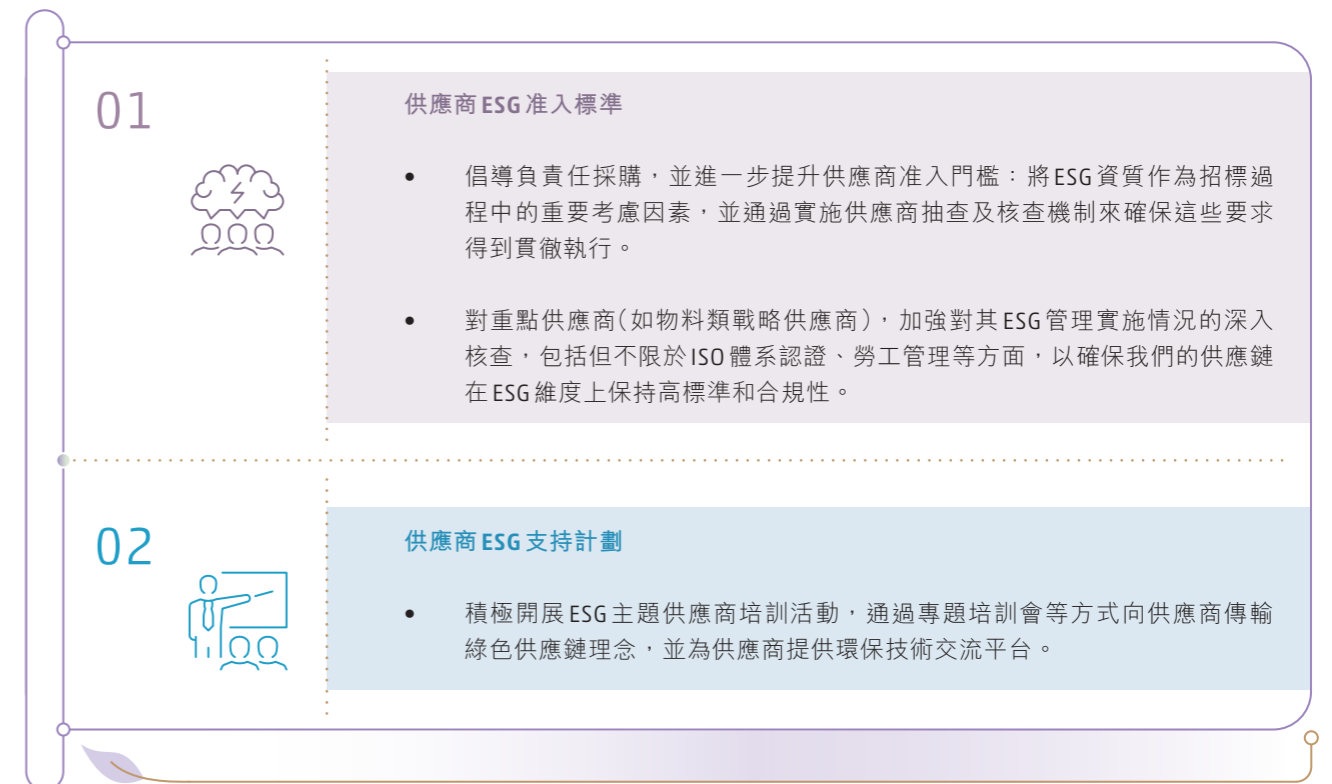 01
供應商ESG准入標準
• 倡導負責任採購，並進一步提升供應商准入門檻：將ESG資質作為招標過
程中的重要考慮因素，並通過實施供應商抽查及核查機制來確保這些要求
得到貫徹執行。
• 對重點供應商(如物料類戰略供應商)，加強對其ESG管理實施情況的深入
核查，包括但不限於ISO體系認證、勞工管理等方面，以確保我們的供應鏈
在ESG維度上保持高標準和合規性。
02
供應商ESG支持計劃
• 積極開展ESG主題供應商培訓活動，通過專題培訓會等方式向供應商傳輸
綠色供應鏈理念，並為供應商提供環保技術交流平台。